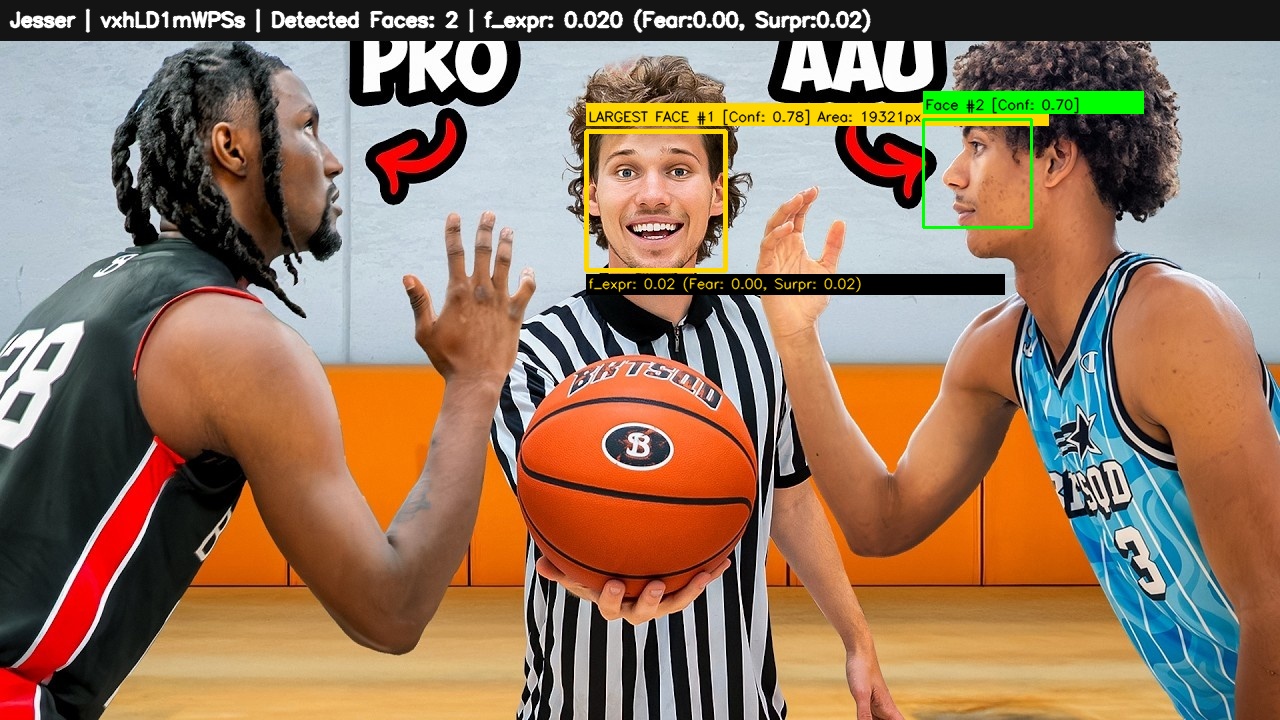 Jesser | vxhLD1mWPSs | Detected Faces: 2 | f_expr: 0.020 (Fear:0.00, Surpr:0.02)
PRO
AAU
Face #2 [Conf: 0.70]
LARGEST FACE #1 [Conf: 0.78] Area: 19321px
f_expr: 0.02 (Fear: 0.00, Surpr: 0.02)
BKTSQD
B
28
3